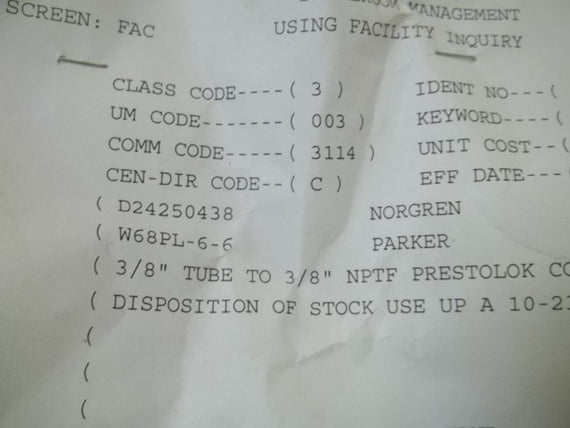 MANAGEMENT
SCREEN: FAC USING FACILITY INQUIRY
CLASS CODE----( 3 ) IDENT NO---(
UM CODE-------( 003 ) KEYWORD----(
COMM CODE-----( 3114 ) UNIT COST--(
CEN-DIR CODE--( C ) EFF DATE---
( D24250438 NORGREN
( W68PL-6-6 PARKER
( 3/8" TUBE TO 3/8" NPTF PRESTOLOK CO
( DISPOSITION OF STOCK USE UP A 10-21
(
(
(